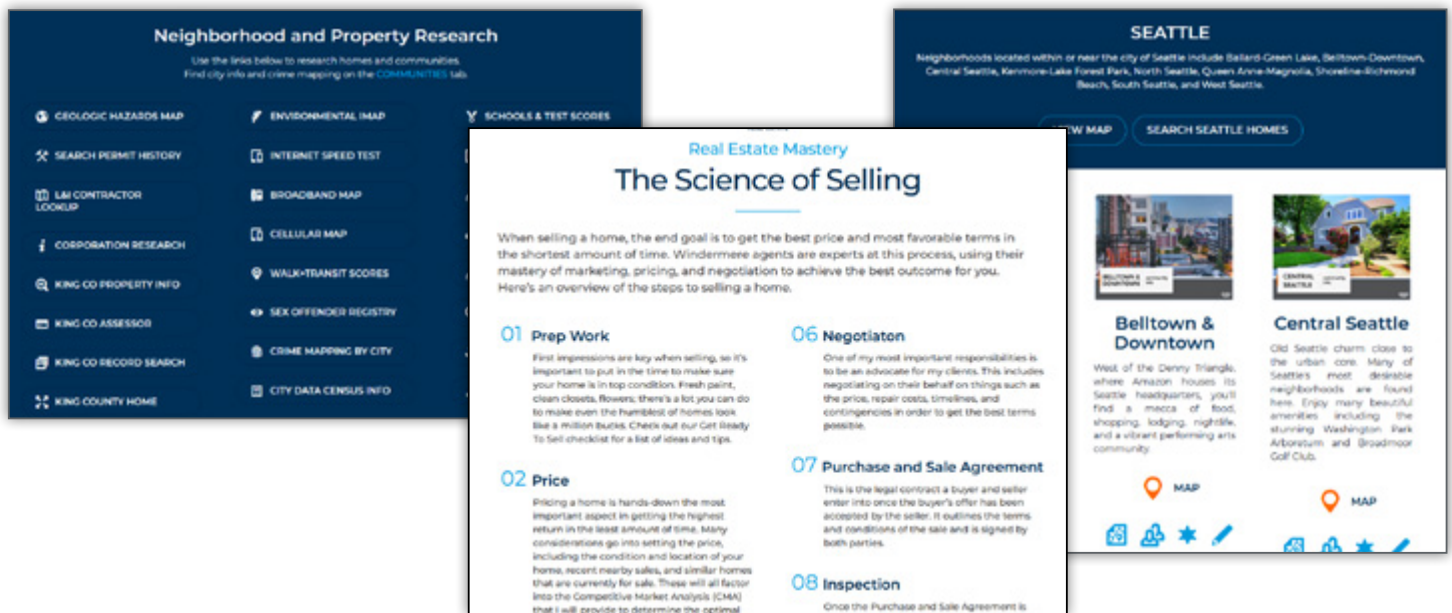 Neighborhood and Property Research
Use the links below to research homes and communities.
Find city info and crime mapping on the COMMUNITIES tab.
GEOLOGIC HAZARDS MAP
SEARCH PERMIT HISTORY
L&I CONTRACTOR
LOOKUP
CORPORATION RESEARCH
KING CO PROPERTY INFO
KING CO ASSESSOR
KING CO RECORD SEARCH
KING COUNTY HOME
ENVIRONMENTAL IMAP
INTERNET SPEED TEST
BROADBAND MAP
CELLULAR MAP
WALK+TRANSIT SCORES
SEX OFFENDER REGISTRY
CRIME MAPPING BY CITY
CITY DATA CENSUS INFO
SCHOOLS & TEST SCORES
Real Estate Mastery
The Science of Selling
When selling a home, the end goal is to get the best price and most favorable terms in
the shortest amount of time. Windermere agents are experts at this process, using their
mastery of marketing, pricing, and negotiation to achieve the best outcome for you.
Here's an overview of the steps to selling a home.
01 Prep Work
First impressions are key when selling, so it's
important to put in the time to make sure
your home is in top condition. Fresh paint,
clean closets, flowers; there's a lot you can do
to make even the humblest of homes look
like a million bucks. Check out our Get Ready
To Sell checklist for a list of ideas and tips.
02 Price
Pricing a home is hands-down the most
important aspect in getting the highest
return in the least amount of time. Many
considerations go into setting the price,
including the condition and location of your
home, recent nearby sales, and similar homes
that are currently for sale. These will all factor
into the Competitive Market Analysis (CMA)
that I will provide to determine the optimal
06 Negotiaton
One of my most important responsibilities is
to be an advocate for my clients. This includes
negotiating on their behalf on things such as
the price, repair costs, timelines, and
contingencies in order to get the best terms
possible.
07 Purchase and Sale Agreement
This is the legal contract a buyer and seller
enter into once the buyer's offer has been
accepted by the seller. It outlines the terms
and conditions of the sale and is signed by
both parties.
08 Inspection
Once the Purchase and Sale Agreement is
SEATTLE
Neighborhoods located within or near the city of Seattle include Ballard-Green Lake, Belltown-Downtown,
Central Seattle, Kenmore-Lake Forest Park, North Seattle, Queen Anne-Magnolia, Shoreline-Richmond
Beach, South Seattle, and West Seattle.
MAP
SEARCH SEATTLE HOMES
BELLTOWN &
DOWNTOWN
CENTRAL
SEATTLE
Belltown &
Downtown
West of the Denny Triangle,
where Amazon houses its
Seattle headquarters, you'll
find a mecca of food,
shopping, lodging, nightlife,
and a vibrant performing arts
community.
MAP
Central Seattle
Old Seattle charm close to
the urban core. Many of
Seattle's most desirable
neighborhoods are found
here. Enjoy many beautiful
amenities including the
stunning Washington Park
Arboretum and Broadmoor
Golf Club.
MAP